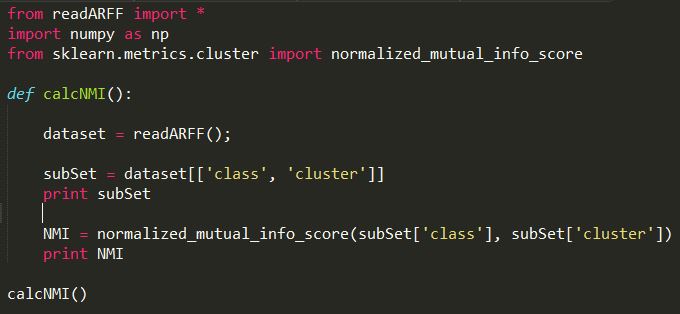 from readARFF import *
import numpy as np
from sklearn.metrics.cluster import normalized_mutual_info_score
def calcNMI():
dataset = readARFF();
subSet = dataset[['class', 'cluster']]
print subSet
NMI = normalized_mutual_info_score(subSet['class'], subSet['cluster'])
print NMI
calcNMI()